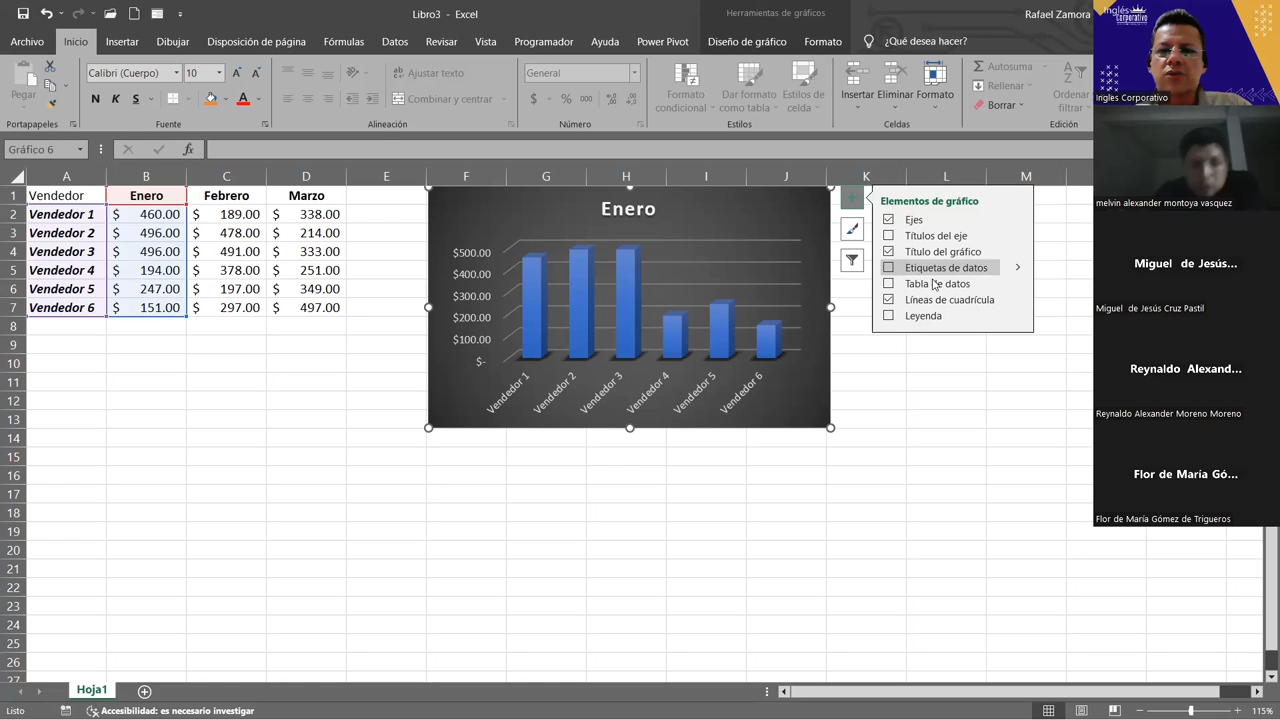 Libro3 - Excel
Herramientas de gráficos
Rafael Zamora
Archivo Inicio Insertar Dibujar Disposición de página Fórmulas Datos Revisar Vista Programador Ayuda Power Pivot Diseño de gráfico Formato ¿Qué desea hacer?
Pegar
Calibri (Cuerpo) 10
N K S
Ajustar texto
Combinar y centrar
General
$ % 000
Formato condicional
Dar formato como tabla
Estilos de celda
Insertar Eliminar Formato
Autosuma
Rellenar
Borrar
Ordenar filtrar
Portapapeles Fuente Alineación Número Estilos Celdas Edición
Gráfico 6
fx
A B C D E F G H I J K L M
1 Vendedor Enero Febrero Marzo
2 Vendedor 1 $ 460.00 $ 189.00 $ 338.00
3 Vendedor 2 $ 496.00 $ 478.00 $ 214.00
4 Vendedor 3 $ 496.00 $ 491.00 $ 333.00
5 Vendedor 4 $ 194.00 $ 378.00 $ 251.00
6 Vendedor 5 $ 247.00 $ 197.00 $ 349.00
7 Vendedor 6 $ 151.00 $ 297.00 $ 497.00
8
9
10
11
12
13
14
15
16
17
18
19
20
21
22
23
24
25
26
27
Enero
$500.00
$400.00
$300.00
$200.00
$100.00
$-
Vendedor 1 Vendedor 2 Vendedor 3 Vendedor 4 Vendedor 5 Vendedor 6
Elementos de gráfico
Ejes
Títulos del eje
Título del gráfico
Etiquetas de datos
Tabla de datos
Líneas de cuadrícula
Leyenda
Inglés
Corporativo
Ingles Corporativo
melvin alexander montoya vasquez
Miguel de Jesús...
Miguel de Jesús Cruz Pastil
Reynaldo Alexand...
Reynaldo Alexander Moreno Moreno
Flor de María Gó...
Flor de María Gómez de Trigueros
Hoja1
Listo
Accesibilidad: es necesario investigar
115%